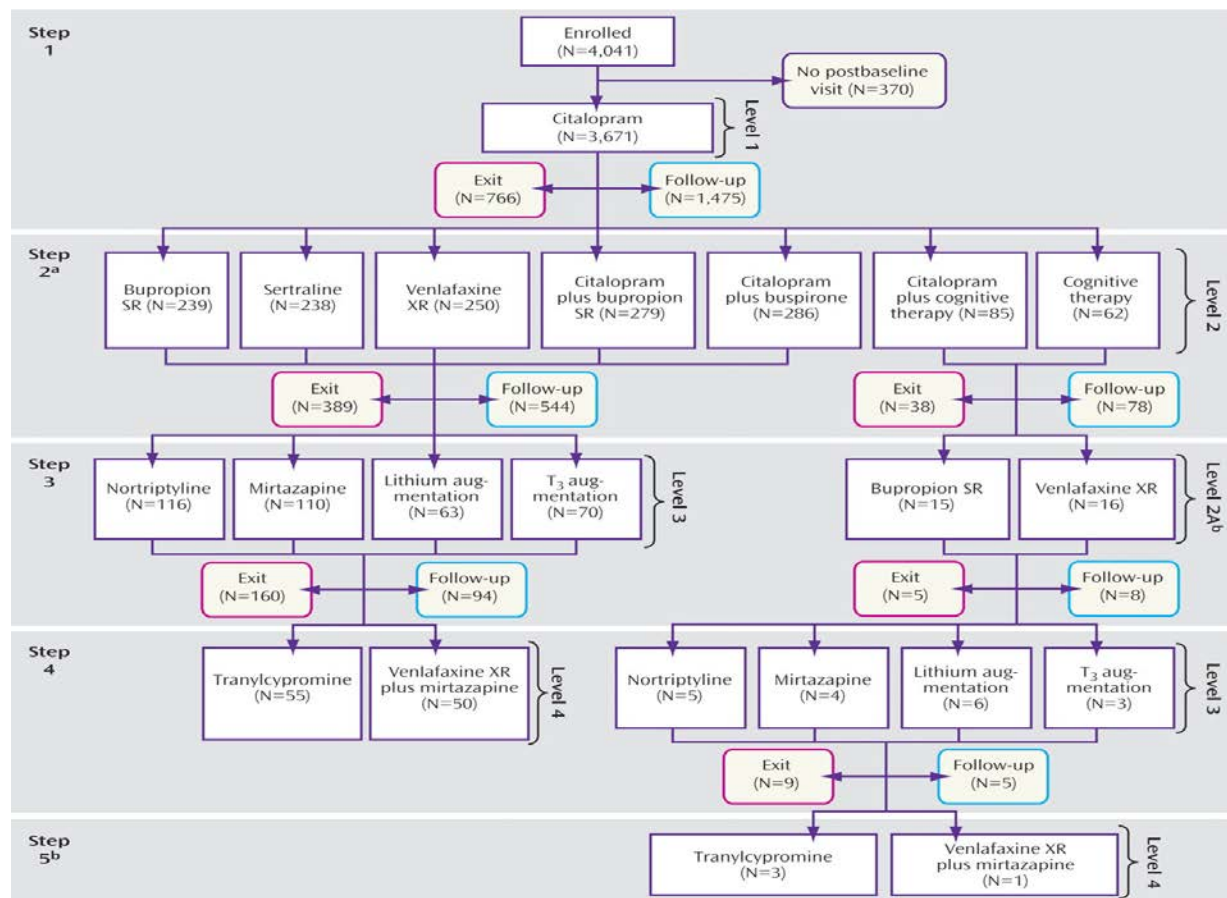 Step
1
Enrolled
(N=4,041)
No postbaseline
visit (N=370)
Citalopram
(N=3,671)
Level 1
Exit
(N=766)
Follow-up
(N=1,475)
Step
2a
Bupropion
SR (N=239)
Sertraline
(N=238)
Venlafaxine
XR (N=250)
Citalopram
plus bupropion
SR (N=279)
Citalopram
plus buspirone
(N=286)
Citalopram
plus cognitive
therapy (N=85)
Cognitive
therapy
(N=62)
Level 2
Exit
(N=389)
Follow-up
(N=544)
Exit
(N=38)
Follow-up
(N=78)
Step
3
Nortriptyline
(N=116)
Mirtazapine
(N=110)
Lithium aug-
mentation
(N=63)
T3 aug-
mentation
(N=70)
Level 3
Bupropion SR
(N=15)
Venlafaxine XR
(N=16)
Level 2Ab
Exit
(N=160)
Follow-up
(N=94)
Exit
(N=5)
Follow-up
(N=8)
Step
4
Tranylcypromine
(N=55)
Venlafaxine XR
plus mirtazapine
(N=50)
Level 4
Nortriptyline
(N=5)
Mirtazapine
(N=4)
Lithium aug-
mentation
(N=6)
T3 aug-
mentation
(N=3)
Level 3
Exit
(N=9)
Follow-up
(N=5)
Step
5b
Tranylcypromine
(N=3)
Venlafaxine XR
plus mirtazapine
(N=1)
Level 4